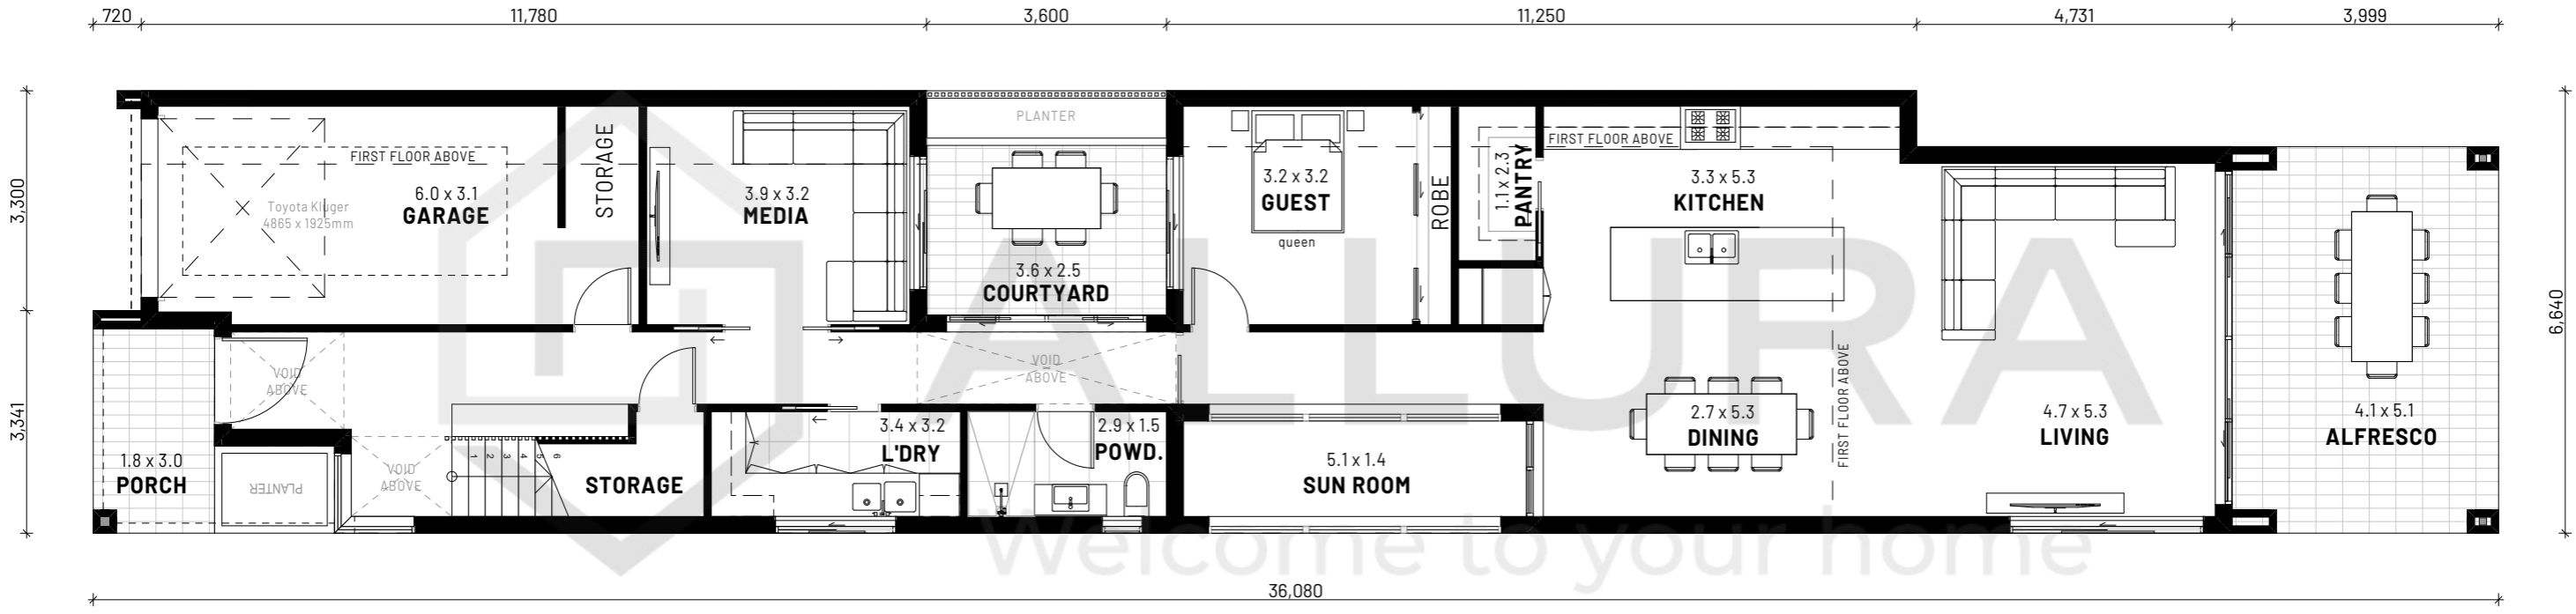 720
11,780
3,600
11,250
4,731
3,999
PLANTER
FIRST FLOOR ABOVE
6.0 x 3.1
GARAGE
Toyota Kluger
4865 x 1925mm
STORAGE
3.9 x 3.2
MEDIA
3.6 x 2.5
COURTYARD
3.2 x 3.2
GUEST
queen
ROBE
1.1 x 2.3
PANTRY
FIRST FLOOR ABOVE
3.3 x 5.3
KITCHEN
3,300
6,640
3,341
VOID
ABOVE
VOID
ABOVE
FIRST FLOOR ABOVE
1.8 x 3.0
PORCH
PLANTER
VOID
ABOVE
1
2
3
4
5
6
STORAGE
3.4 x 3.2
L'DRY
2.9 x 1.5
POWD.
5.1 x 1.4
SUN ROOM
2.7 x 5.3
DINING
4.7 x 5.3
LIVING
4.1 x 5.1
ALFRESCO
ALLURA
Welcome to your home
36,080